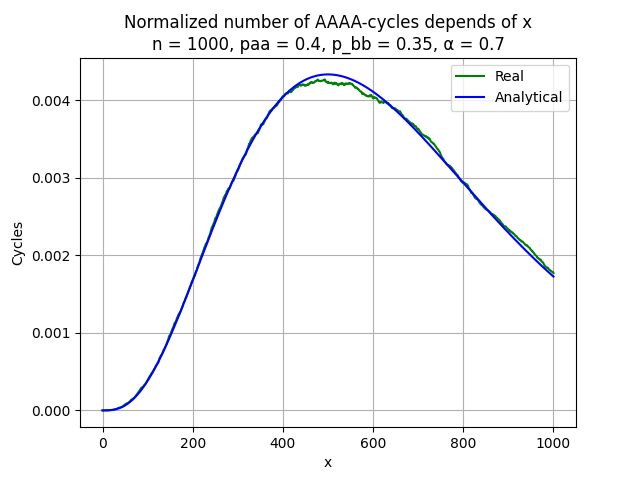 Normalized number of AAAA-cycles depends of x
n = 1000, paa = 0.4, p_bb = 0.35, α = 0.7
Real
Analytical
0.004
0.003
0.002
0.001
0.000
Cycles
0 200 400 600 800 1000
x